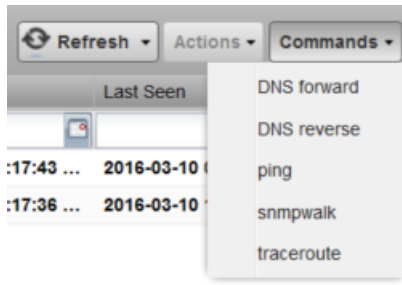 Refresh Actions Commands
Last Seen DNS forward
DNS reverse
:17:43 ... 2016-03-10 ping
:17:36 ... 2016-03-10 snmpwalk
traceroute